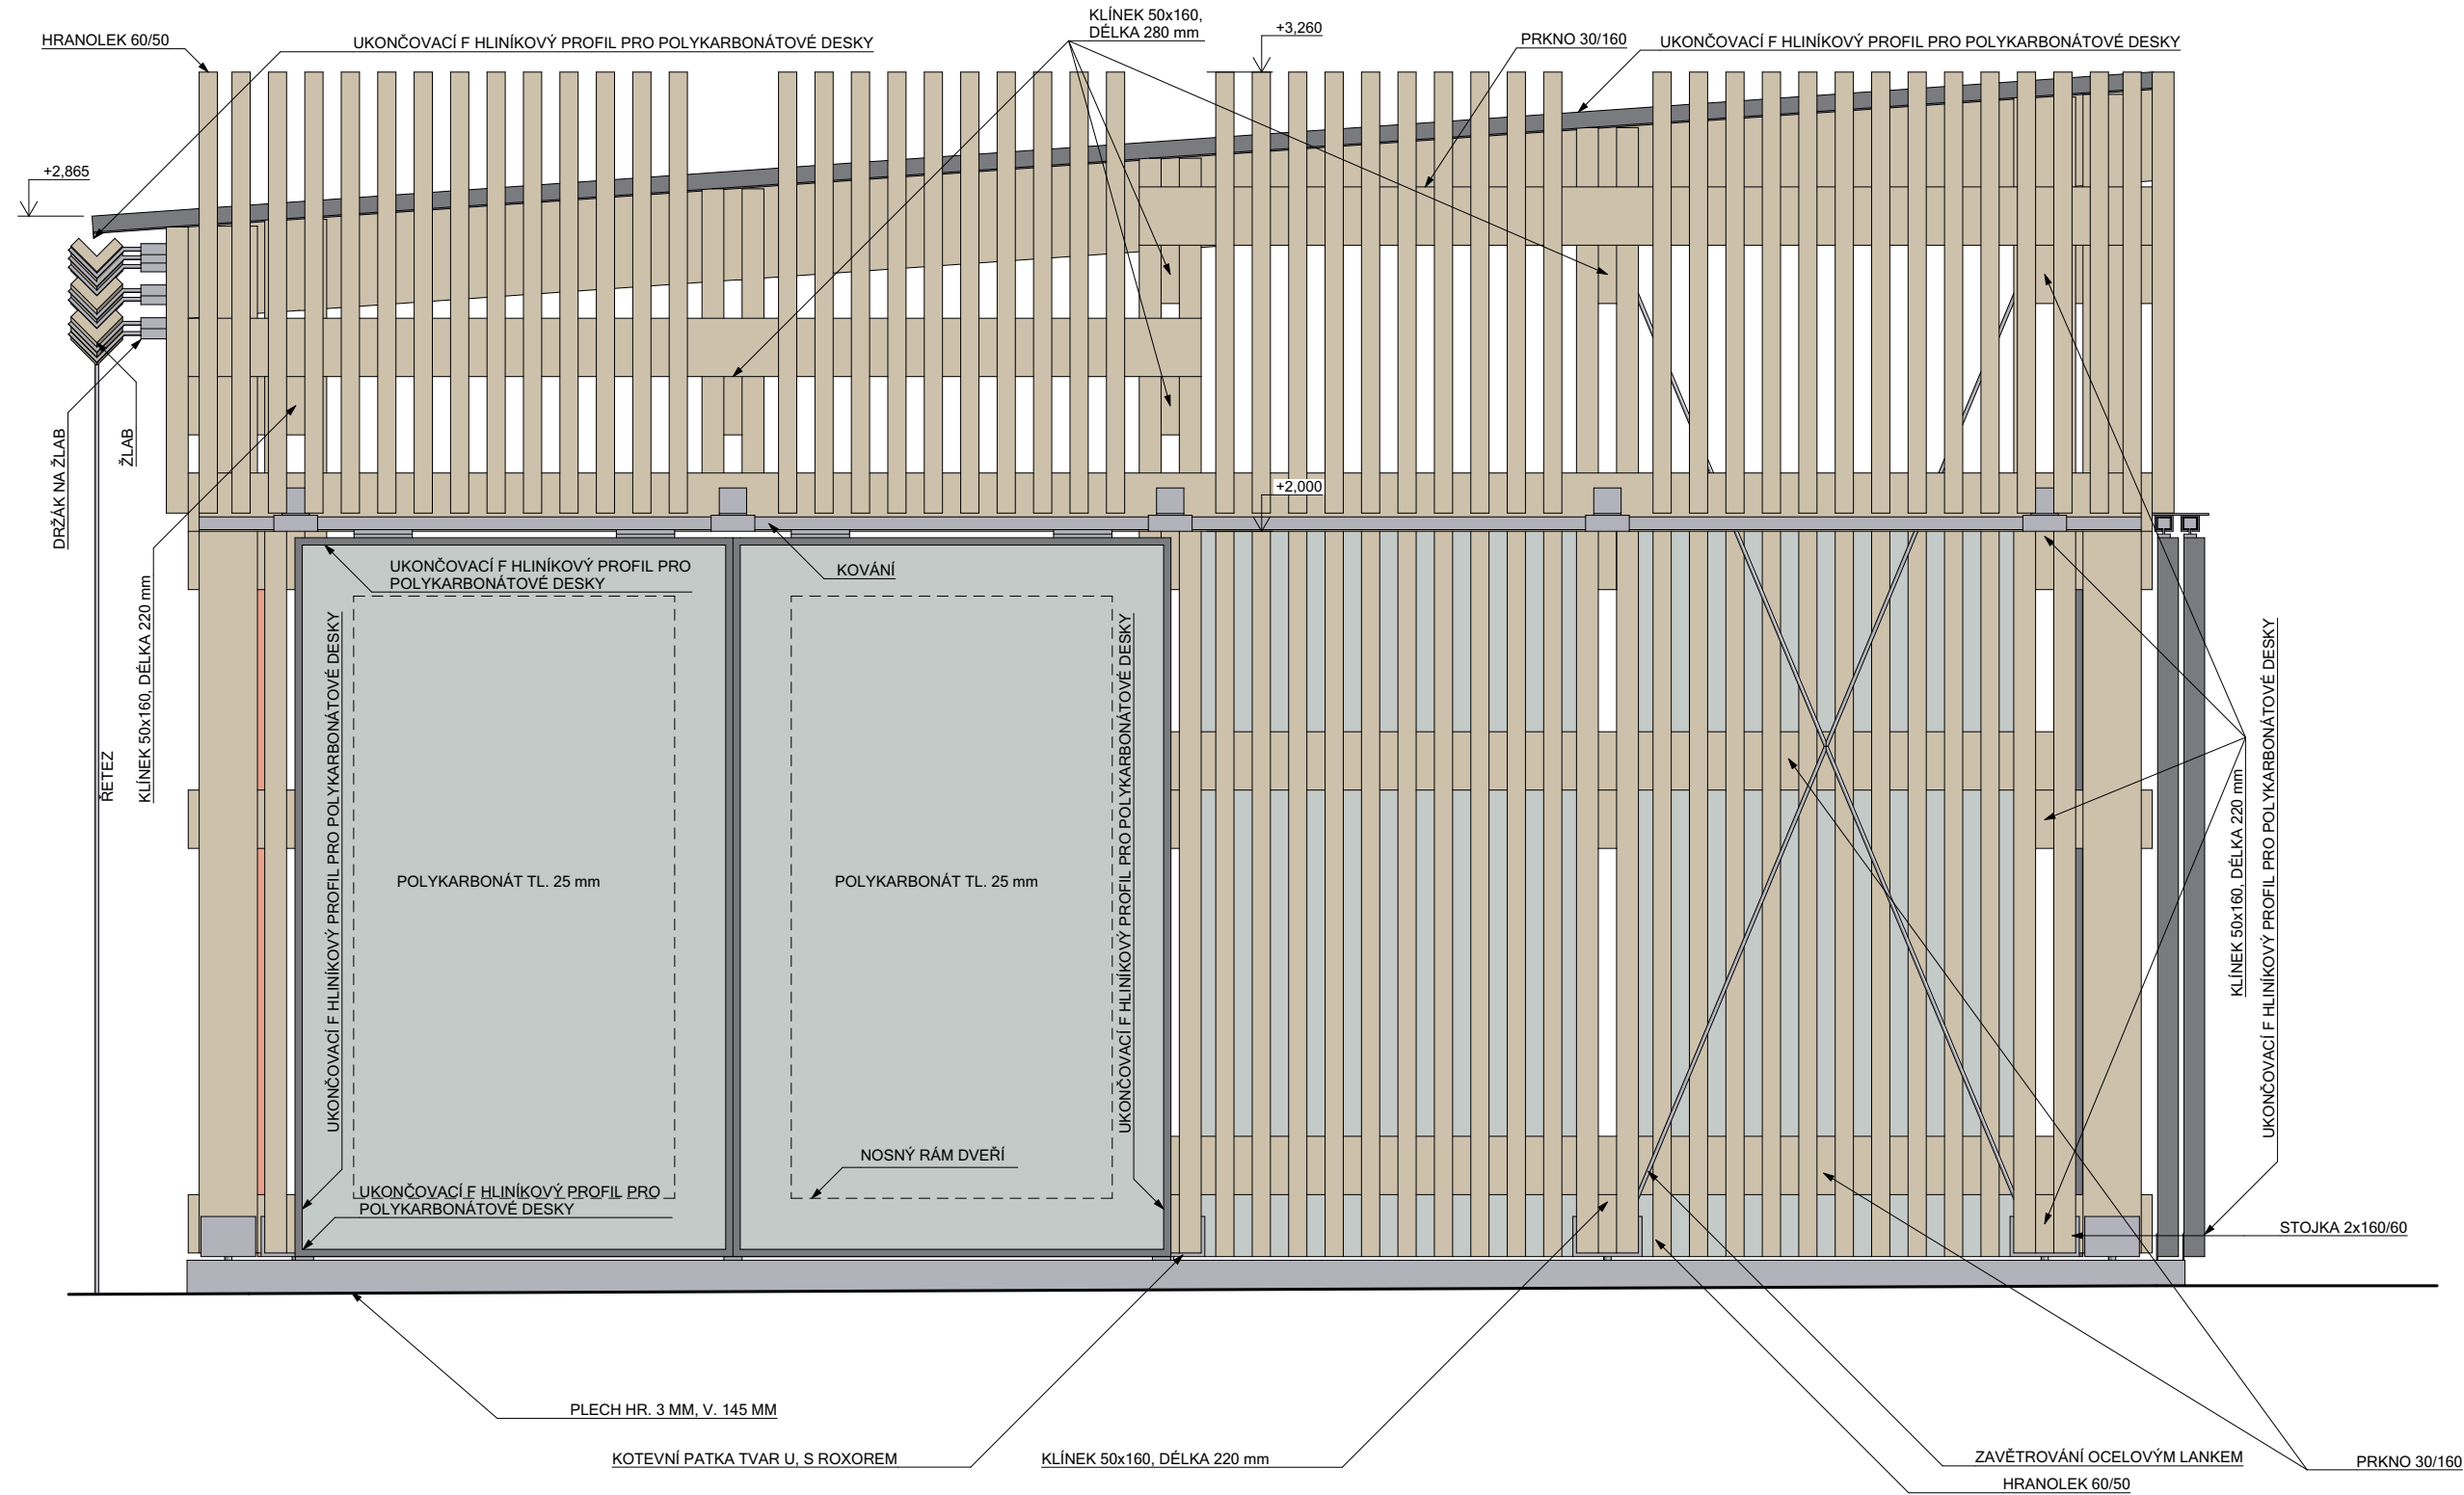 HRANOLEK 60/50
UKONČOVACÍ F HLINÍKOVÝ PROFIL PRO POLYKARBONÁTOVÉ DESKY
KLÍNEK 50x160,
DÉLKA 280 mm
+3,260
PRKNO 30/160
UKONČOVACÍ F HLINÍKOVÝ PROFIL PRO POLYKARBONÁTOVÉ DESKY
+2,865
DRŽÁK NA ŽLAB
ŽLAB
+2,000
KLÍNEK 50x160, DÉLKA 220 mm
ŘETEZ
UKONČOVACÍ F HLINÍKOVÝ PROFIL PRO
POLYKARBONÁTOVÉ DESKY
KOVÁNÍ
UKONČOVACÍ F HLINÍKOVÝ PROFIL PRO POLYKARBONÁTOVÉ DESKY
UKONČOVACÍ F HLINÍKOVÝ PROFIL PRO POLYKARBONÁTOVÉ DESKY
POLYKARBONÁT TL. 25 mm
POLYKARBONÁT TL. 25 mm
KLÍNEK 50x160, DÉLKA 220 mm
UKONČOVACÍ F HLINÍKOVÝ PROFIL PRO POLYKARBONÁTOVÉ DESKY
NOSNÝ RÁM DVEŘÍ
UKONČOVACÍ F HLINÍKOVÝ PROFIL PRO
POLYKARBONÁTOVÉ DESKY
STOJKA 2x160/60
PLECH HR. 3 MM, V. 145 MM
KOTEVNÍ PATKA TVAR U, S ROXOREM
KLÍNEK 50x160, DÉLKA 220 mm
ZAVĚTROVÁNÍ OCELOVÝM LANKEM
PRKNO 30/160
HRANOLEK 60/50